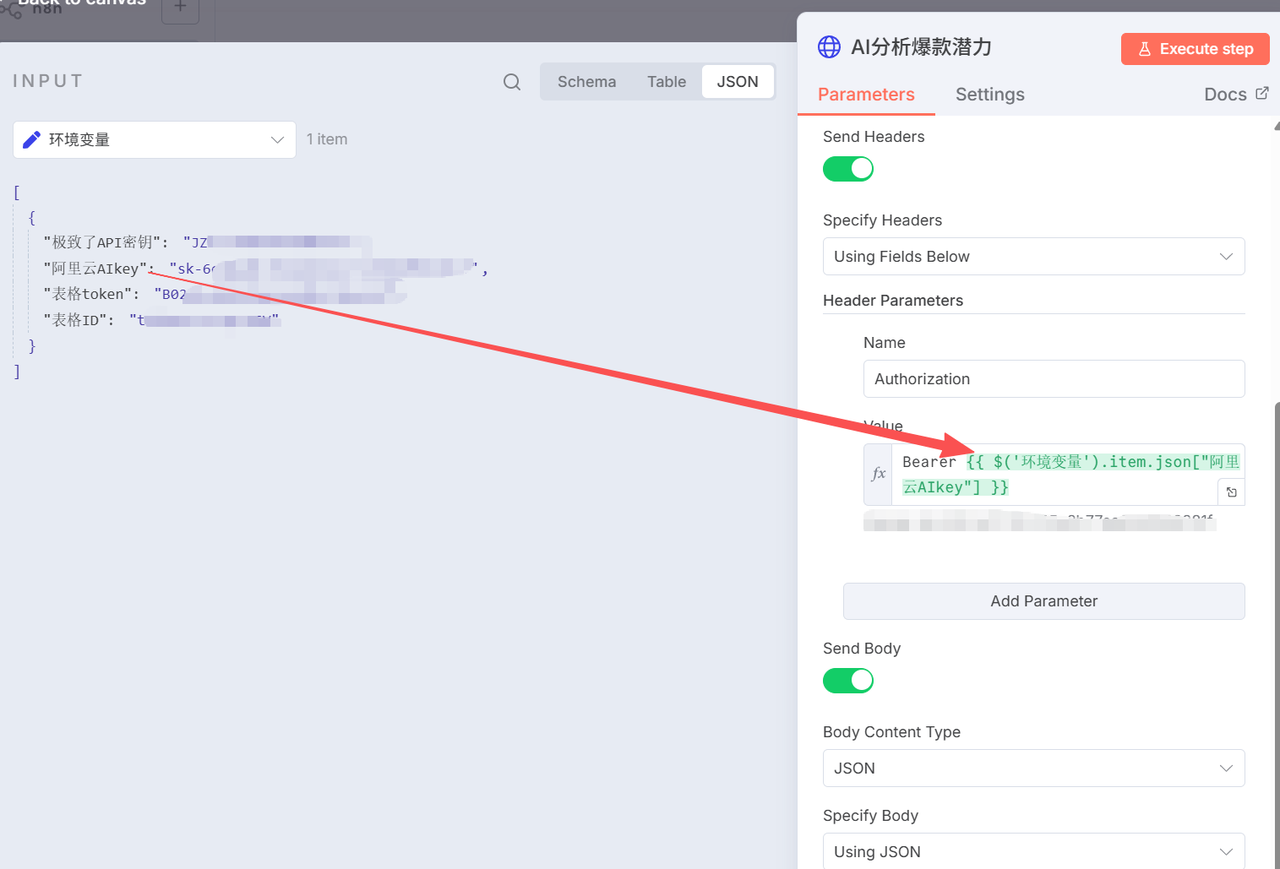 Back to canvas
n8n
+
INPUT
Schema
Table
JSON
环境变量
1 item
[
{
"极致了API密钥": "JZ
"阿里云AIkey": "sk-6
",
"表格token": "B02
"表格ID": "t
"
}
]
AI分析爆款潜力
Execute step
Parameters
Settings
Docs
Send Headers
Specify Headers
Using Fields Below
Header Parameters
Name
Authorization
Value
fx
Bearer {{ $('环境变量').item.json["阿里
云AIkey"] }}
Add Parameter
Send Body
Body Content Type
JSON
Specify Body
Using JSON